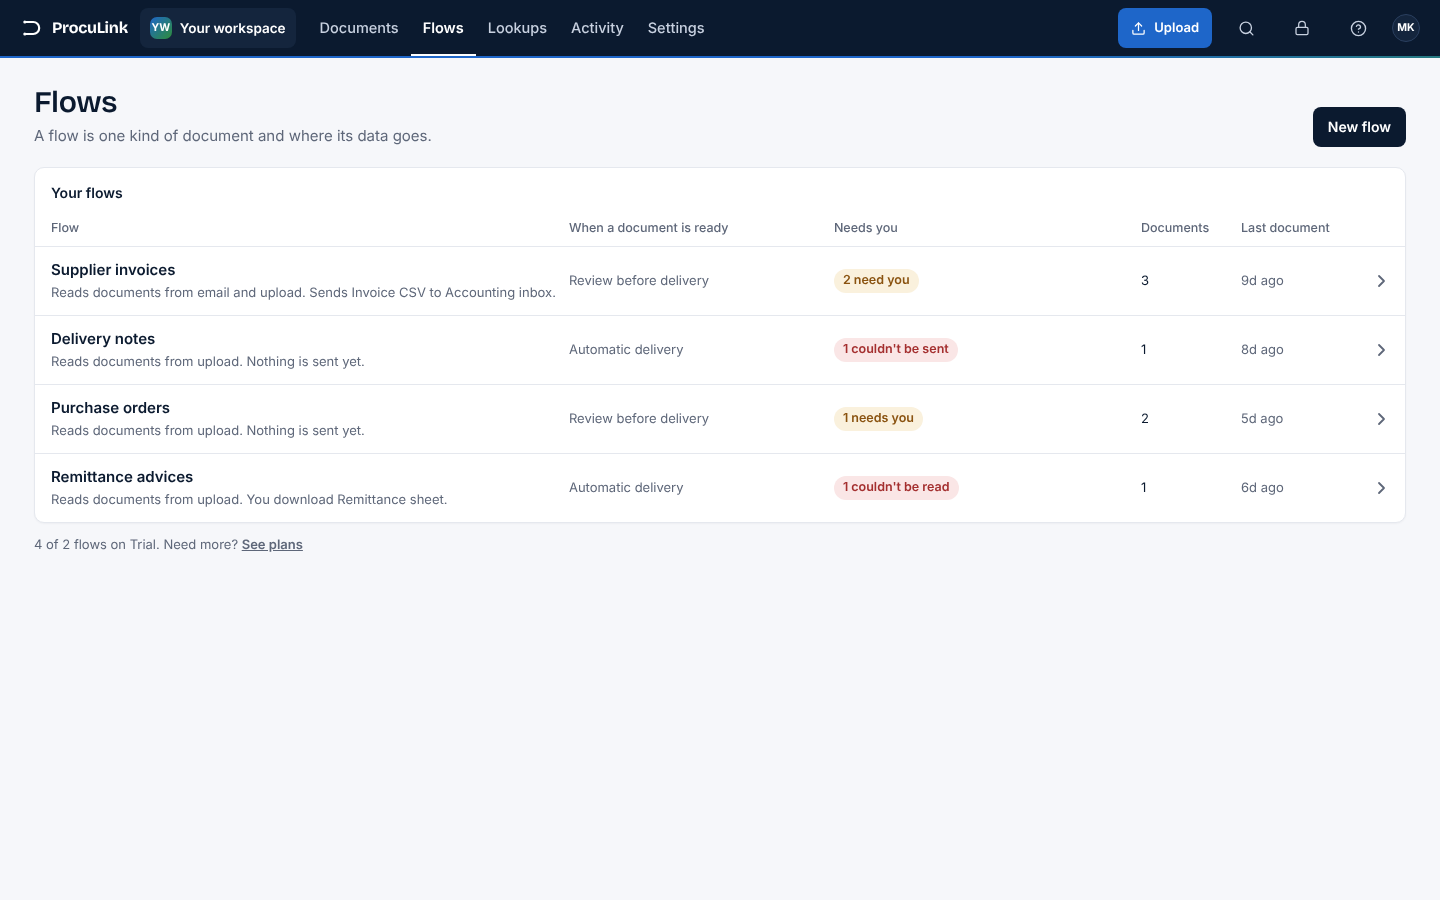 ProcuLink
YW Your workspace
Documents
Flows
Lookups
Activity
Settings
Upload
MK
Flows
A flow is one kind of document and where its data goes.
New flow
Your flows
Flow When a document is ready Needs you Documents Last document
Supplier invoices
Reads documents from email and upload. Sends Invoice CSV to Accounting inbox.
Review before delivery
2 need you
3
9d ago
Delivery notes
Reads documents from upload. Nothing is sent yet.
Automatic delivery
1 couldn't be sent
1
8d ago
Purchase orders
Reads documents from upload. Nothing is sent yet.
Review before delivery
1 needs you
2
5d ago
Remittance advices
Reads documents from upload. You download Remittance sheet.
Automatic delivery
1 couldn't be read
1
6d ago
4 of 2 flows on Trial. Need more? See plans